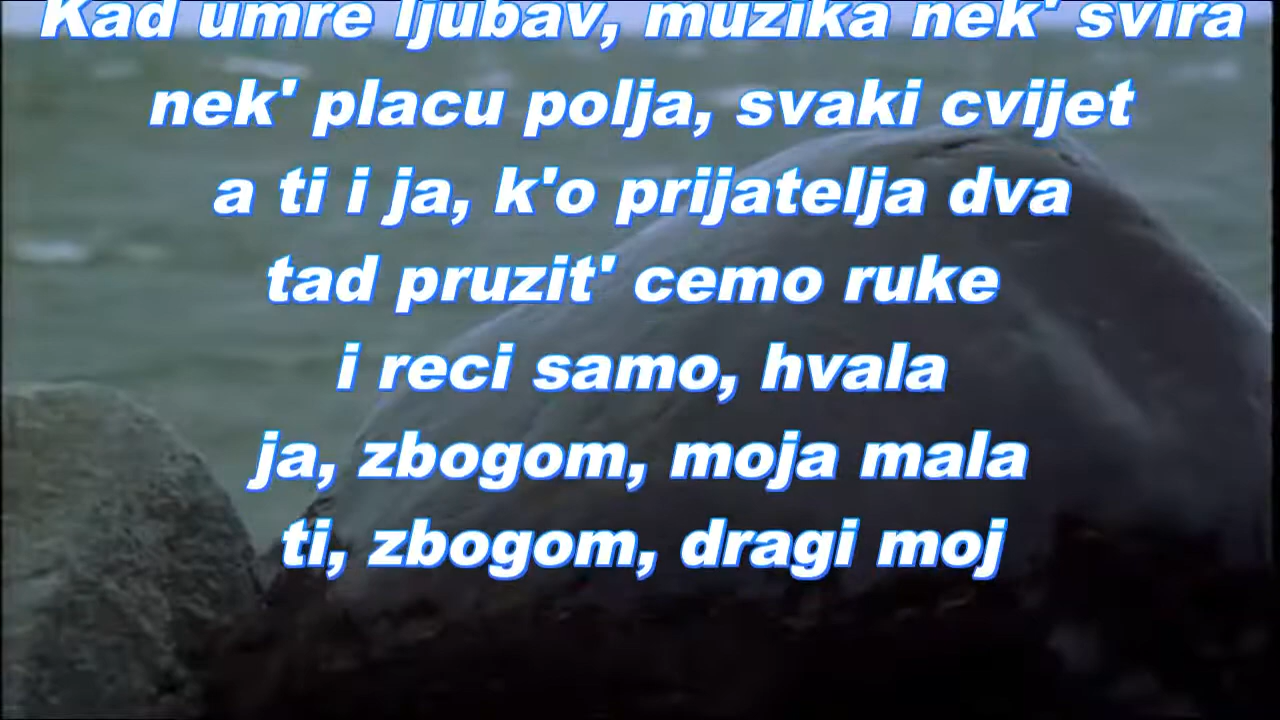 Kad umre ljubav, muzika nek' svira
nek' placu polja, svaki cvijet
a ti i ja, k'o prijatelja dva
tad pruzit' cemo ruke
i reci samo, hvala
ja, zbogom, moja mala
ti, zbogom, dragi moj